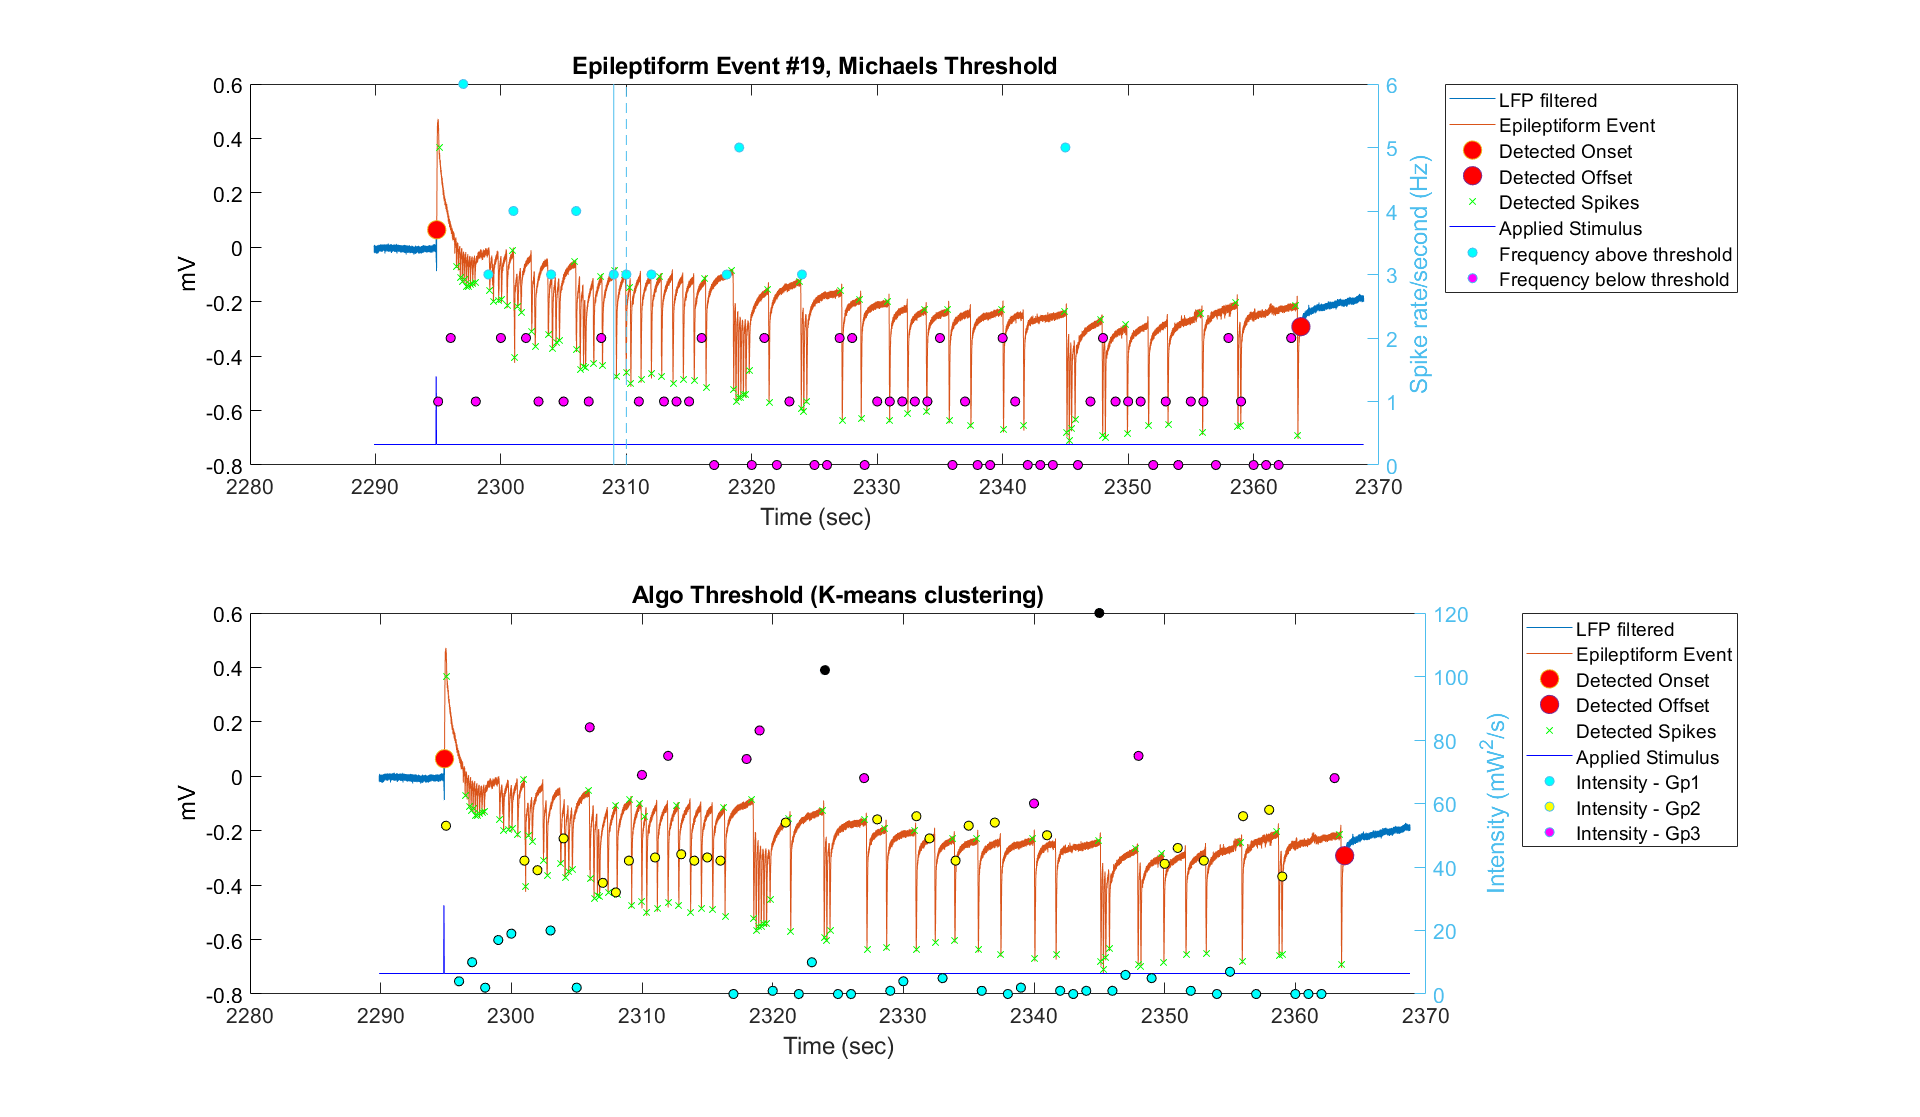 Epileptiform Event #19, Michaels Threshold
0.6
0.4
0.2
0
-0.2
-0.4
-0.6
-0.8
mV
2280
2290
2300
2310
2320
2330
2340
2350
2360
2370
Time (sec)
6
5
4
3
2
1
0
Spike rate/second (Hz)
LFP filtered
Epileptiform Event
Detected Onset
Detected Offset
Detected Spikes
Applied Stimulus
Frequency above threshold
Frequency below threshold
Algo Threshold (K-means clustering)
0.6
0.4
0.2
0
-0.2
-0.4
-0.6
-0.8
mV
2280
2290
2300
2310
2320
2330
2340
2350
2360
2370
Time (sec)
120
100
80
60
40
20
0
Intensity (mW²/s)
LFP filtered
Epileptiform Event
Detected Onset
Detected Offset
Detected Spikes
Applied Stimulus
Intensity - Gp1
Intensity - Gp2
Intensity - Gp3